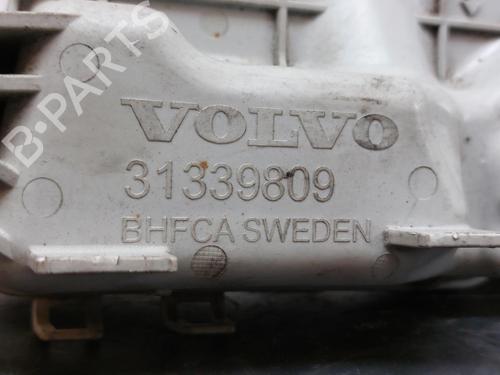 VOLVO
31339809
BHFCA SWEDEN
B-PARTS